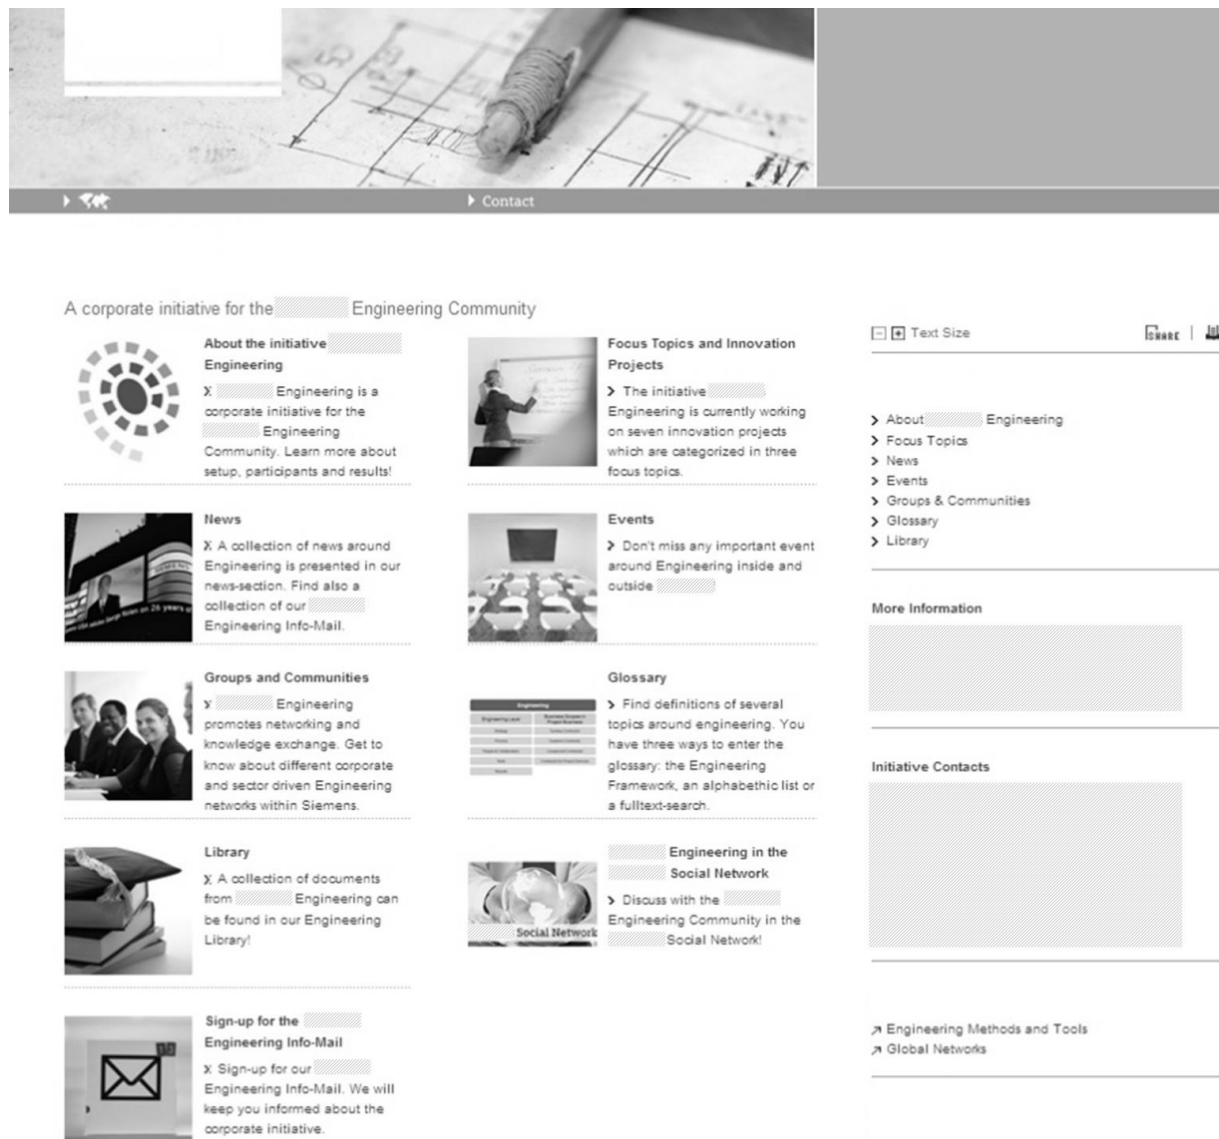 Contact
A corporate initiative for the Engineering Community
About the initiative
Engineering
Engineering is a
corporate initiative for the
Engineering
Community. Learn more about
setup, participants and results!
Focus Topics and Innovation
Projects
The initiative
Engineering is currently working
on seven innovation projects
which are categorized in three
focus topics.
News
A collection of news around
Engineering is presented in our
news-section. Find also a
collection of our
Engineering Info-Mail.
SIEMENS
on 26 years of
Events
Don't miss any important event
around Engineering inside and
outside
Groups and Communities
Engineering
promotes networking and
knowledge exchange. Get to
know about different corporate
and sector driven Engineering
networks within Siemens.
Engineering
Engineering Layer
Glossary
Find definitions of several
topics around engineering. You
have three ways to enter the
glossary: the Engineering
Framework, an alphabethic list or
a fulltext-search.
Library
A collection of documents
from Engineering can
be found in our Engineering
Library!
Social Network
Engineering in the
Social Network
Discuss with the
Engineering Community in the
Social Network!
Sign-up for the
Engineering Info-Mail
Sign-up for our
Engineering Info-Mail. We will
keep you informed about the
corporate initiative.
Text Size
SHARE
About Engineering
Focus Topics
News
Events
Groups & Communities
Glossary
Library
More Information
Initiative Contacts
Engineering Methods and Tools
Global Networks